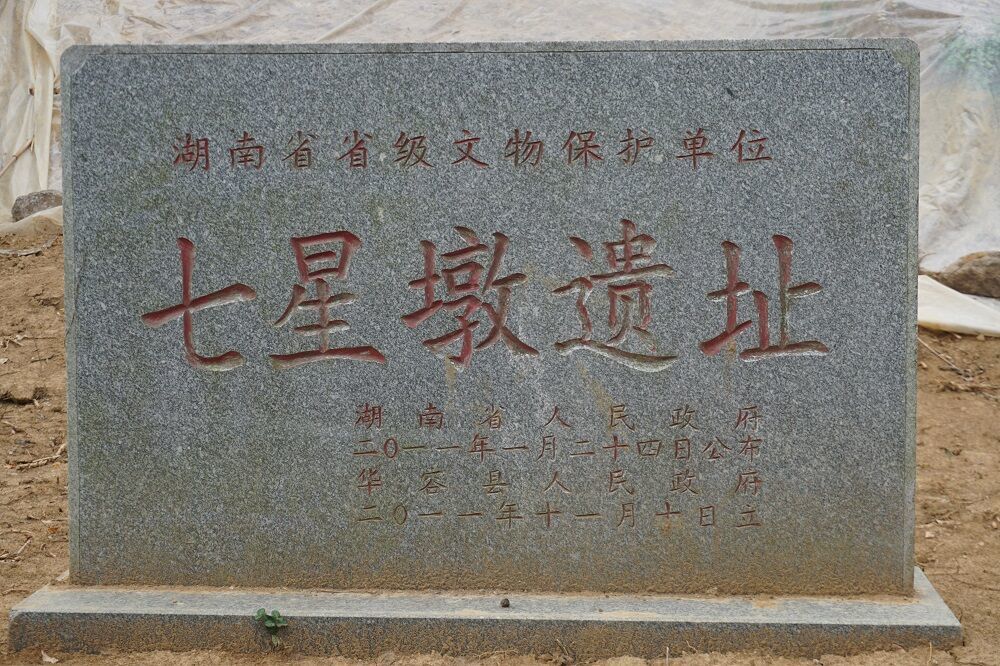 湖南省省级文物保护单位
七星墩遗址
湖南省人民政府
二〇一一年一月二十四日公布
华容县人民政府
二〇一一年十一月十日立